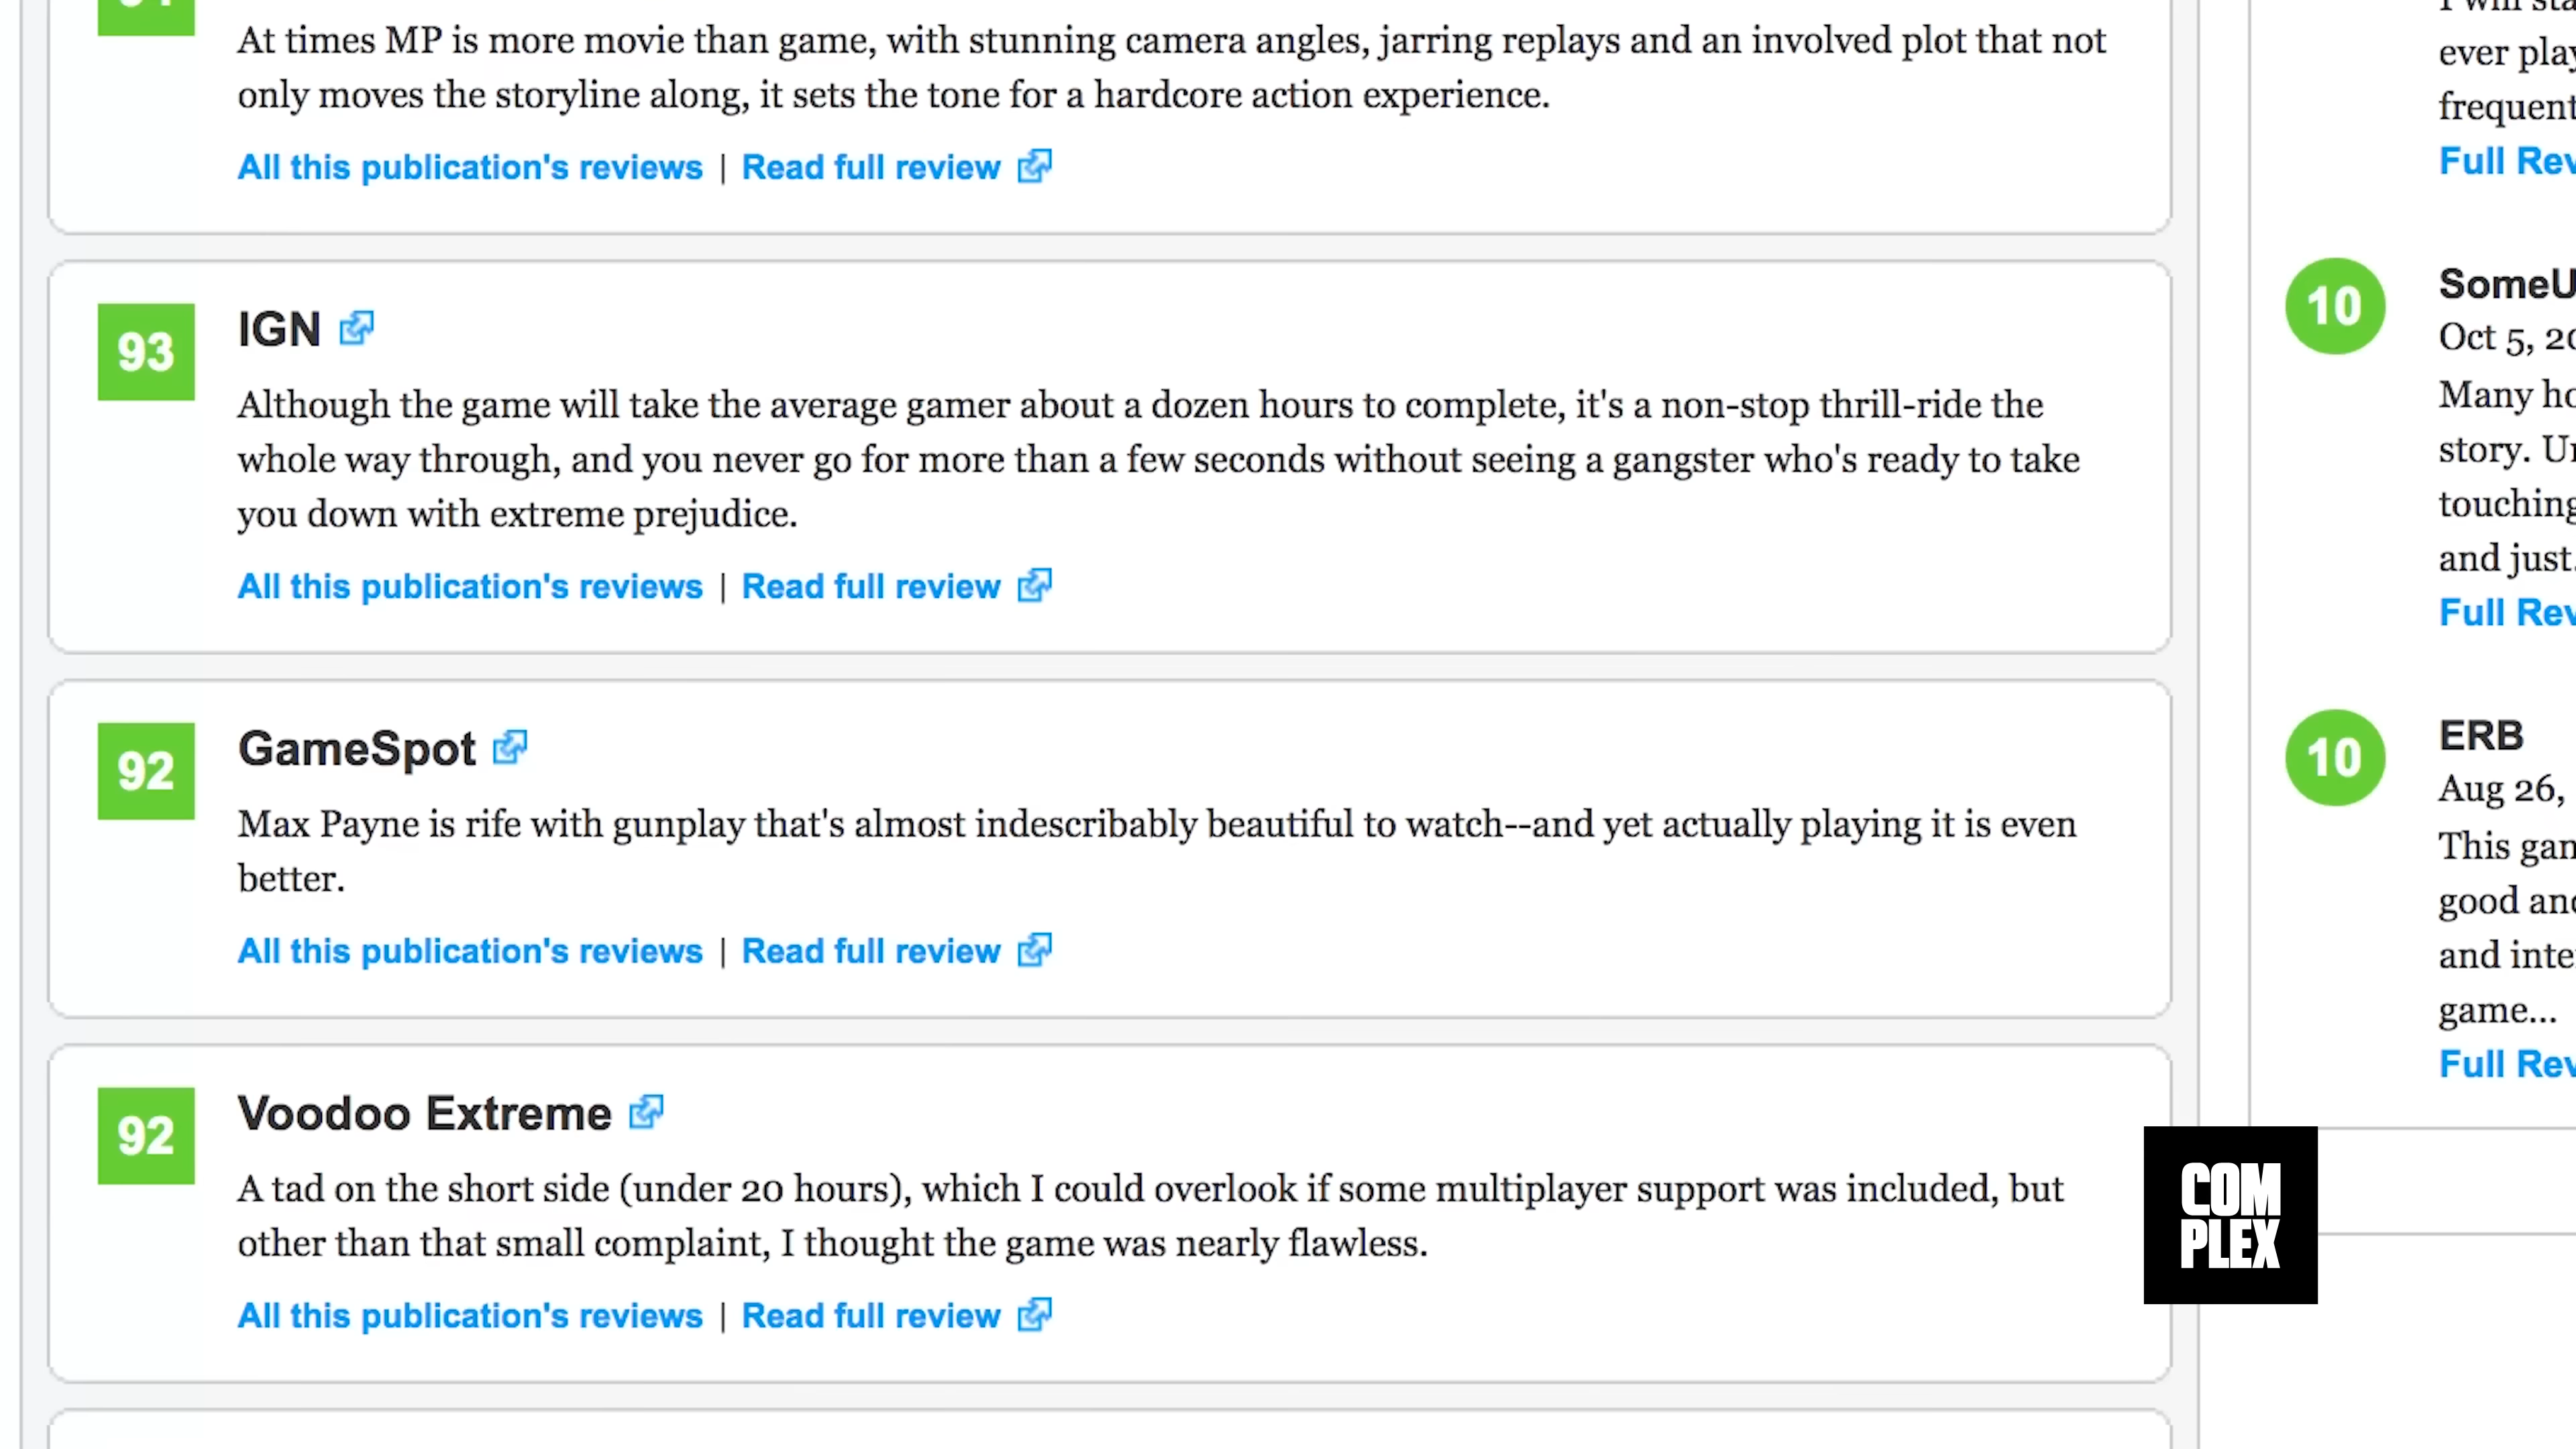 At times MP is more movie than game, with stunning camera angles, jarring replays and an involved plot that not
only moves the storyline along, it sets the tone for a hardcore action experience.
All this publication's reviews | Read full review
93
IGN
Although the game will take the average gamer about a dozen hours to complete, it's a non-stop thrill-ride the
whole way through, and you never go for more than a few seconds without seeing a gangster who's ready to take
you down with extreme prejudice.
All this publication's reviews | Read full review
92
GameSpot
Max Payne is rife with gunplay that's almost indescribably beautiful to watch--and yet actually playing it is even
better.
All this publication's reviews | Read full review
92
Voodoo Extreme
A tad on the short side (under 20 hours), which I could overlook if some multiplayer support was included, but
other than that small complaint, I thought the game was nearly flawless.
All this publication's reviews | Read full review
ever
frequent
Full
10
Oct 5,
Many
story.
touching
and just.
Full
10
ERB
Aug 26,
This
good
and
game...
Full
COM
PLEX